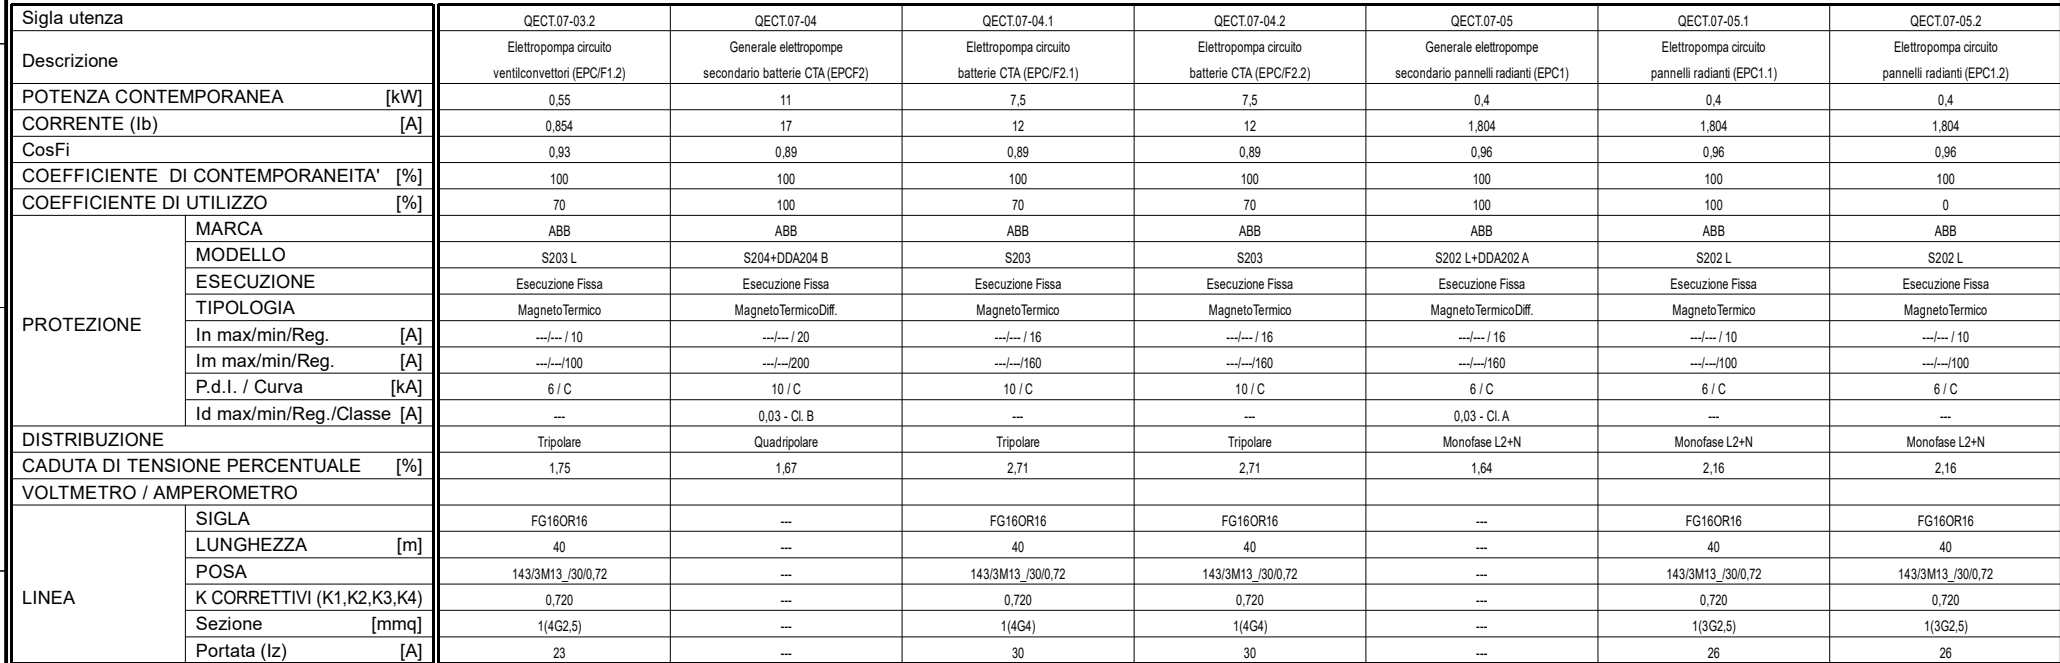 Sigla utenza QECT.07-03.2 QECT.07-04 QECT.07-04.1 QECT.07-04.2 QECT.07-05 QECT.07-05.1 QECT.07-05.2
Descrizione
Elettropompa circuito Generale elettropompe Elettropompa circuito Elettropompa circuito Generale elettropompe Elettropompa circuito Elettropompa circuito
ventilconvettori (EPC/F1.2) secondario batterie CTA (EPCF2) batterie CTA (EPC/F2.1) batterie CTA (EPC/F2.2) secondario pannelli radianti (EPC1) pannelli radianti (EPC1.1) pannelli radianti (EPC1.2)
POTENZA CONTEMPORANEA [kW] 0,55 11 7,5 7,5 0,4 0,4 0,4
CORRENTE (Ib) [A] 0,854 17 12 12 1,804 1,804 1,804
CosFi 0,93 0,89 0,89 0,89 0,96 0,96 0,96
COEFFICIENTE DI CONTEMPORANEITA' [%] 100 100 100 100 100 100 100
COEFFICIENTE DI UTILIZZO [%] 70 100 70 70 100 100 0
PROTEZIONE
MARCA ABB ABB ABB ABB ABB ABB ABB
MODELLO S203 L S204+DDA204 B S203 S203 S202 L+DDA202 A S202 L S202 L
ESECUZIONE Esecuzione Fissa Esecuzione Fissa Esecuzione Fissa Esecuzione Fissa Esecuzione Fissa Esecuzione Fissa Esecuzione Fissa
TIPOLOGIA MagnetoTermico MagnetoTermicoDiff. MagnetoTermico MagnetoTermico MagnetoTermicoDiff. MagnetoTermico MagnetoTermico
In max/min/Reg. [A] ---/--- / 10 ---/--- / 20 ---/--- / 16 ---/--- / 16 ---/--- / 16 ---/--- / 10 ---/--- / 10
Im max/min/Reg. [A] ---/---/100 ---/---/200 ---/---/160 ---/---/160 ---/---/160 ---/---/100 ---/---/100
P.d.I. / Curva [kA] 6 / C 10 / C 10 / C 10 / C 6 / C 6 / C 6 / C
Id max/min/Reg./Classe [A] --- 0,03 - Cl. B --- --- 0,03 - Cl. A --- ---
DISTRIBUZIONE Tripolare Quadripolare Tripolare Tripolare Monofase L2+N Monofase L2+N Monofase L2+N
CADUTA DI TENSIONE PERCENTUALE [%] 1,75 1,67 2,71 2,71 1,64 2,16 2,16
VOLTMETRO / AMPEROMETRO
LINEA
SIGLA FG16OR16 --- FG16OR16 FG16OR16 --- FG16OR16 FG16OR16
LUNGHEZZA [m] 40 --- 40 40 --- 40 40
POSA 143/3M13_/30/0,72 --- 143/3M13_/30/0,72 143/3M13_/30/0,72 --- 143/3M13_/30/0,72 143/3M13_/30/0,72
K CORRETTIVI (K1,K2,K3,K4) 0,720 --- 0,720 0,720 --- 0,720 0,720
Sezione [mmq] 1(4G2,5) --- 1(4G4) 1(4G4) --- 1(3G2,5) 1(3G2,5)
Portata (Iz) [A] 23 --- 30 30 --- 26 26